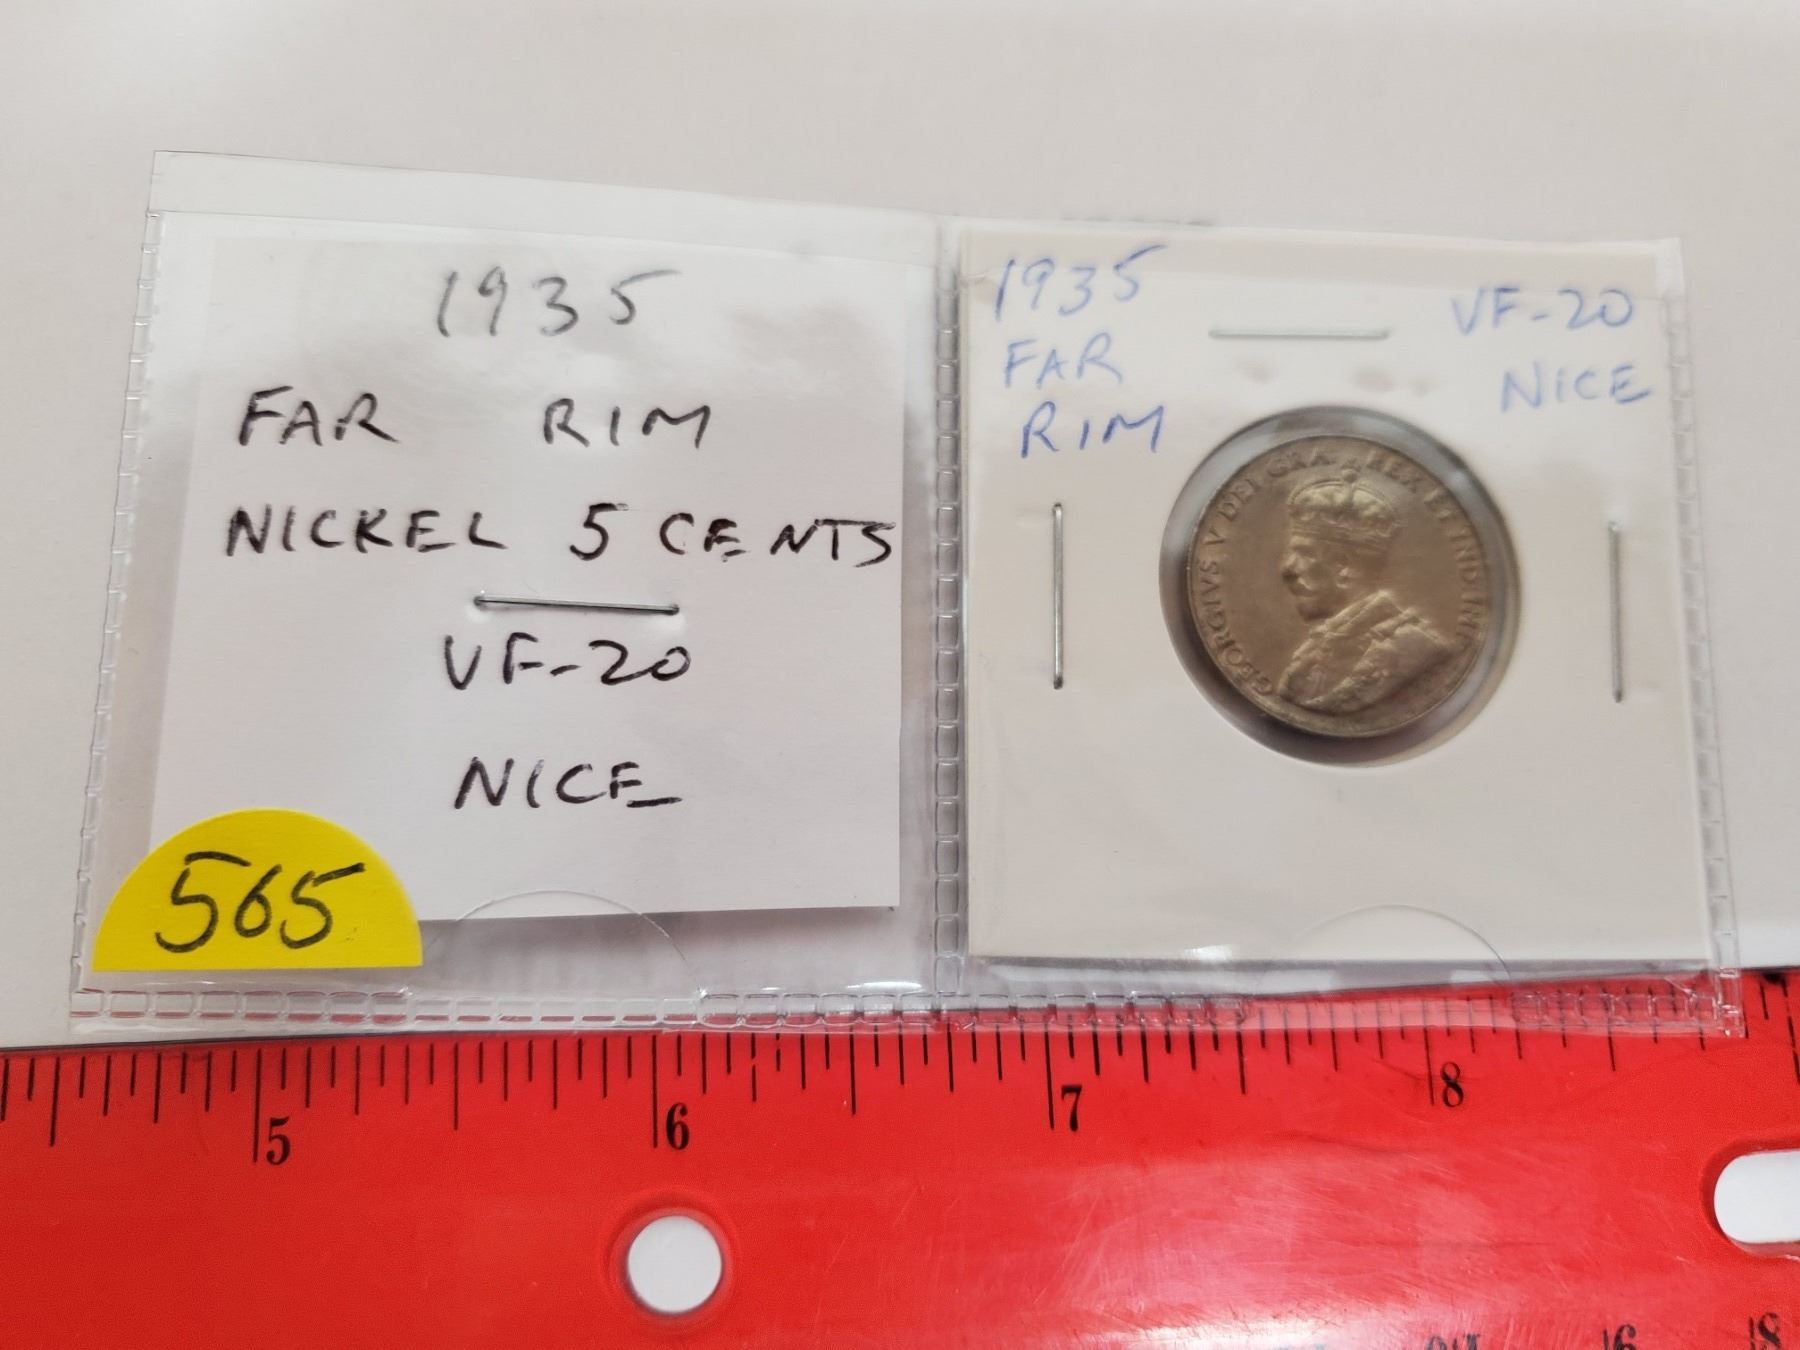 1935
FAR RIM
NICKEL 5 CENTS
VF-20
NICE
565
1935
FAR
RIM
VF-20
NICE
GEORGIVS V DEI GRA: REX ET IND:IMP:
5 6 7 8
16